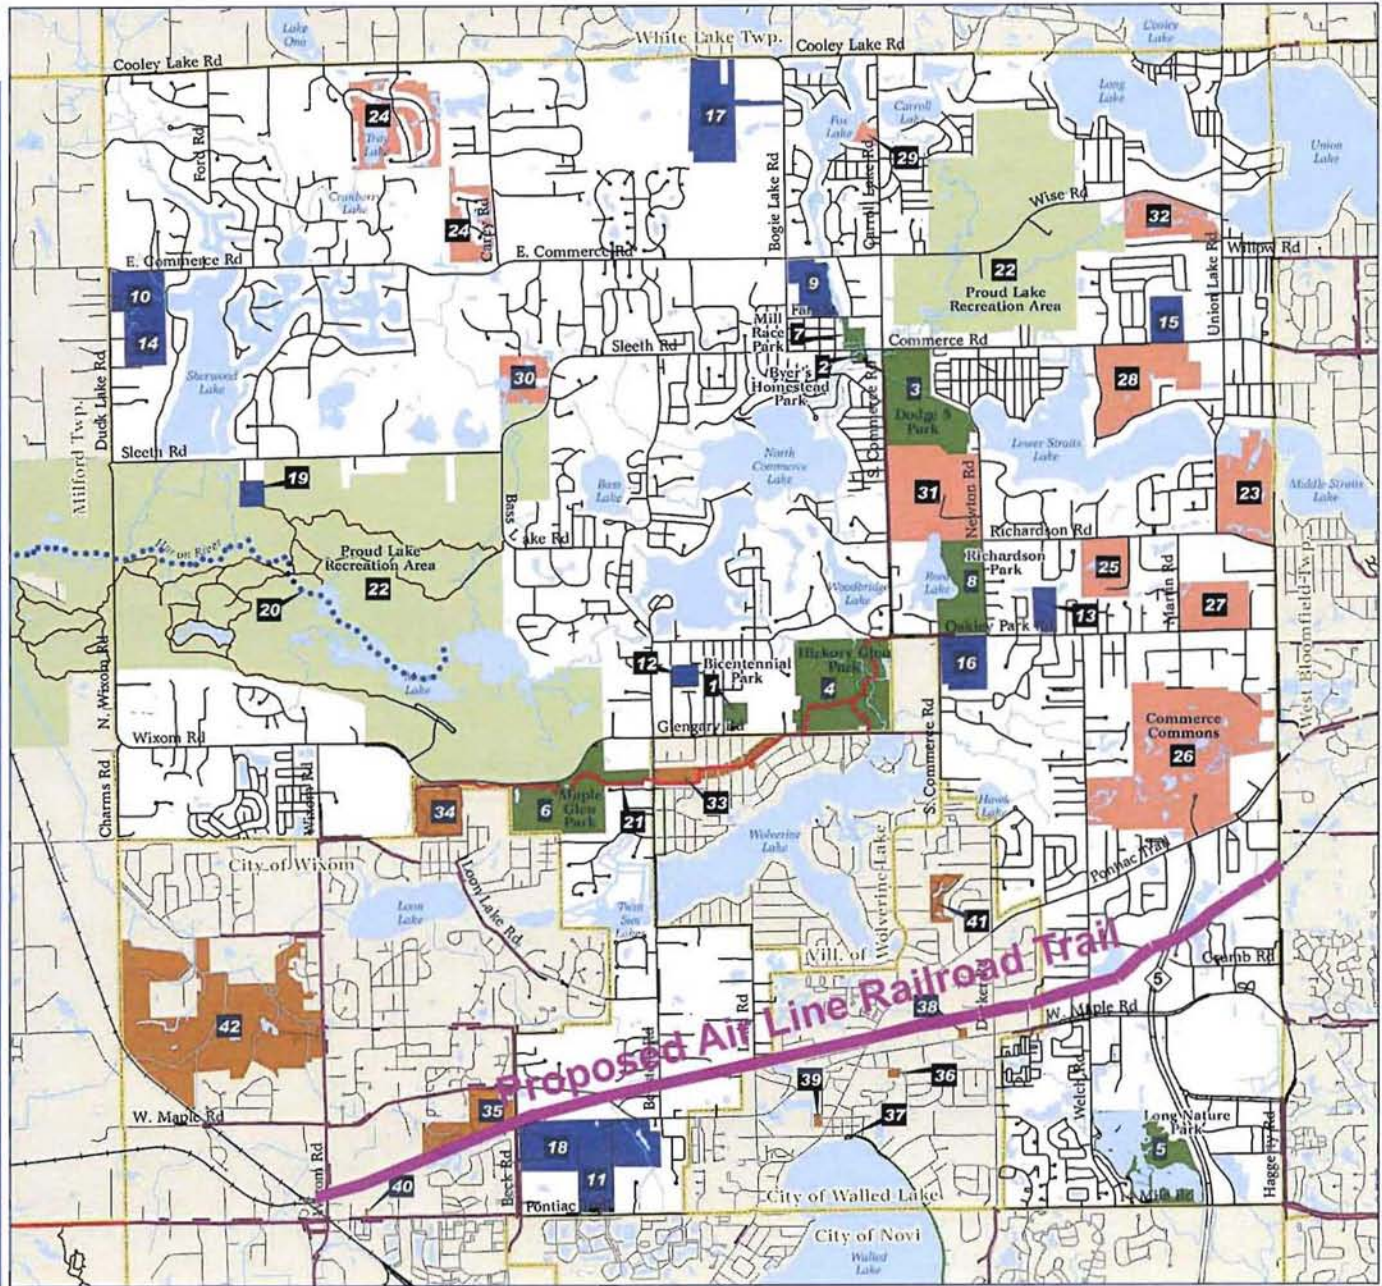 White Lake Twp.
Cooley Lake Rd
Cooley Lake Rd
Lake
Ona
Cooley
Lake
24
Troy
Lake
17
Fox
Lake
Carroll
Lake
29
Long
Lake
Union
Lake
Ford Rd
Cranberry
Lake
24
Carey Rd
Bogie Lake Rd
Carroll Lake Rd
Wise Rd
32
Willow Rd
Union Lake Rd
E. Commerce Rd
E. Commerce Rd
22
Proud Lake
Recreation Area
10
14
9
15
Mill
Race
Park
7
Sleeth Rd
Commerce Rd
2
Byer's
Homestead
Park
Duck Lake Rd
Milford Twp.
Sherwood
Lake
30
3
Dodge 5
Park
28
S. Commerce Rd
Lower Straits
Lake
Sleeth Rd
19
Bass
Lake
North
Commerce
Lake
31
Newton Rd
23
Middle Straits
Lake
Bass Lake Rd
Richardson Rd
Huron River
Proud Lake
Recreation Area
22
20
Woodbridge
Lake
Reed
Lake
Richardson
Park
8
25
Martin Rd
27
13
Oakley Park Rd
West Bloomfield Twp.
N. Wixom Rd
Lake
12
Bicentennial
Park
1
Hickory Glen
Park
4
16
Glengary Rd
Wixom Rd
Commerce
Commons
26
Charms Rd
Wixom Rd
34
6
Maple
Glen
Park
21
33
S. Commerce Rd
Hawk
Lake
City of Wixom
Wolverine
Lake
Pontiac Trail
Loon
Lake
Loon Lake Rd
Twin
Sun
Lakes
41
Vill. of
Wolverine Lake
42
38
5
Crumb Rd
W. Maple Rd
Proposed Air Line Railroad Trail
39
36
Welch Rd
W. Maple Rd
35
37
Long Nature
Park
5
18
40
11
Beck Rd
Pontiac
Haggerty Rd
City of Walled Lake
City of Novi
Walled
Lake